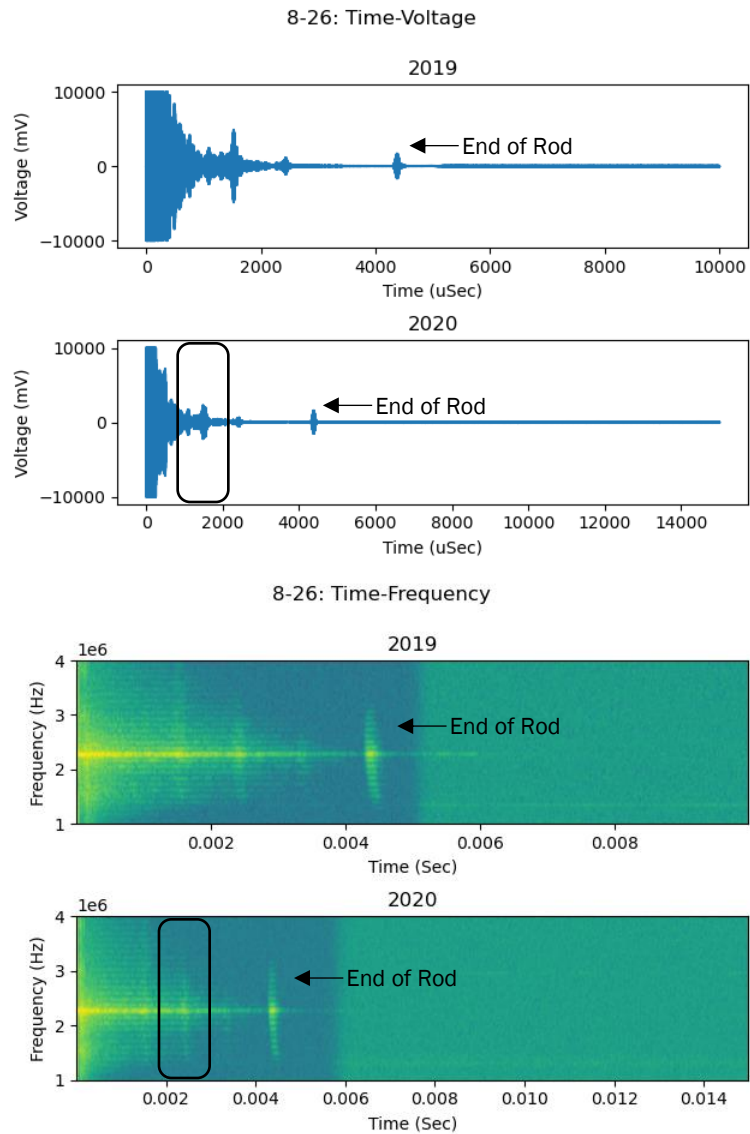 8-26: Time-Voltage
2019
10000
0
−10000
Voltage (mV)
End of Rod
0 2000 4000 6000 8000 10000
Time (uSec)
2020
10000
0
−10000
Voltage (mV)
End of Rod
0 2000 4000 6000 8000 10000 12000 14000
Time (uSec)
8-26: Time-Frequency
2019
1e6
4
3
2
1
Frequency (Hz)
End of Rod
0.002 0.004 0.006 0.008
Time (Sec)
2020
1e6
4
3
2
1
Frequency (Hz)
End of Rod
0.002 0.004 0.006 0.008 0.010 0.012 0.014
Time (Sec)